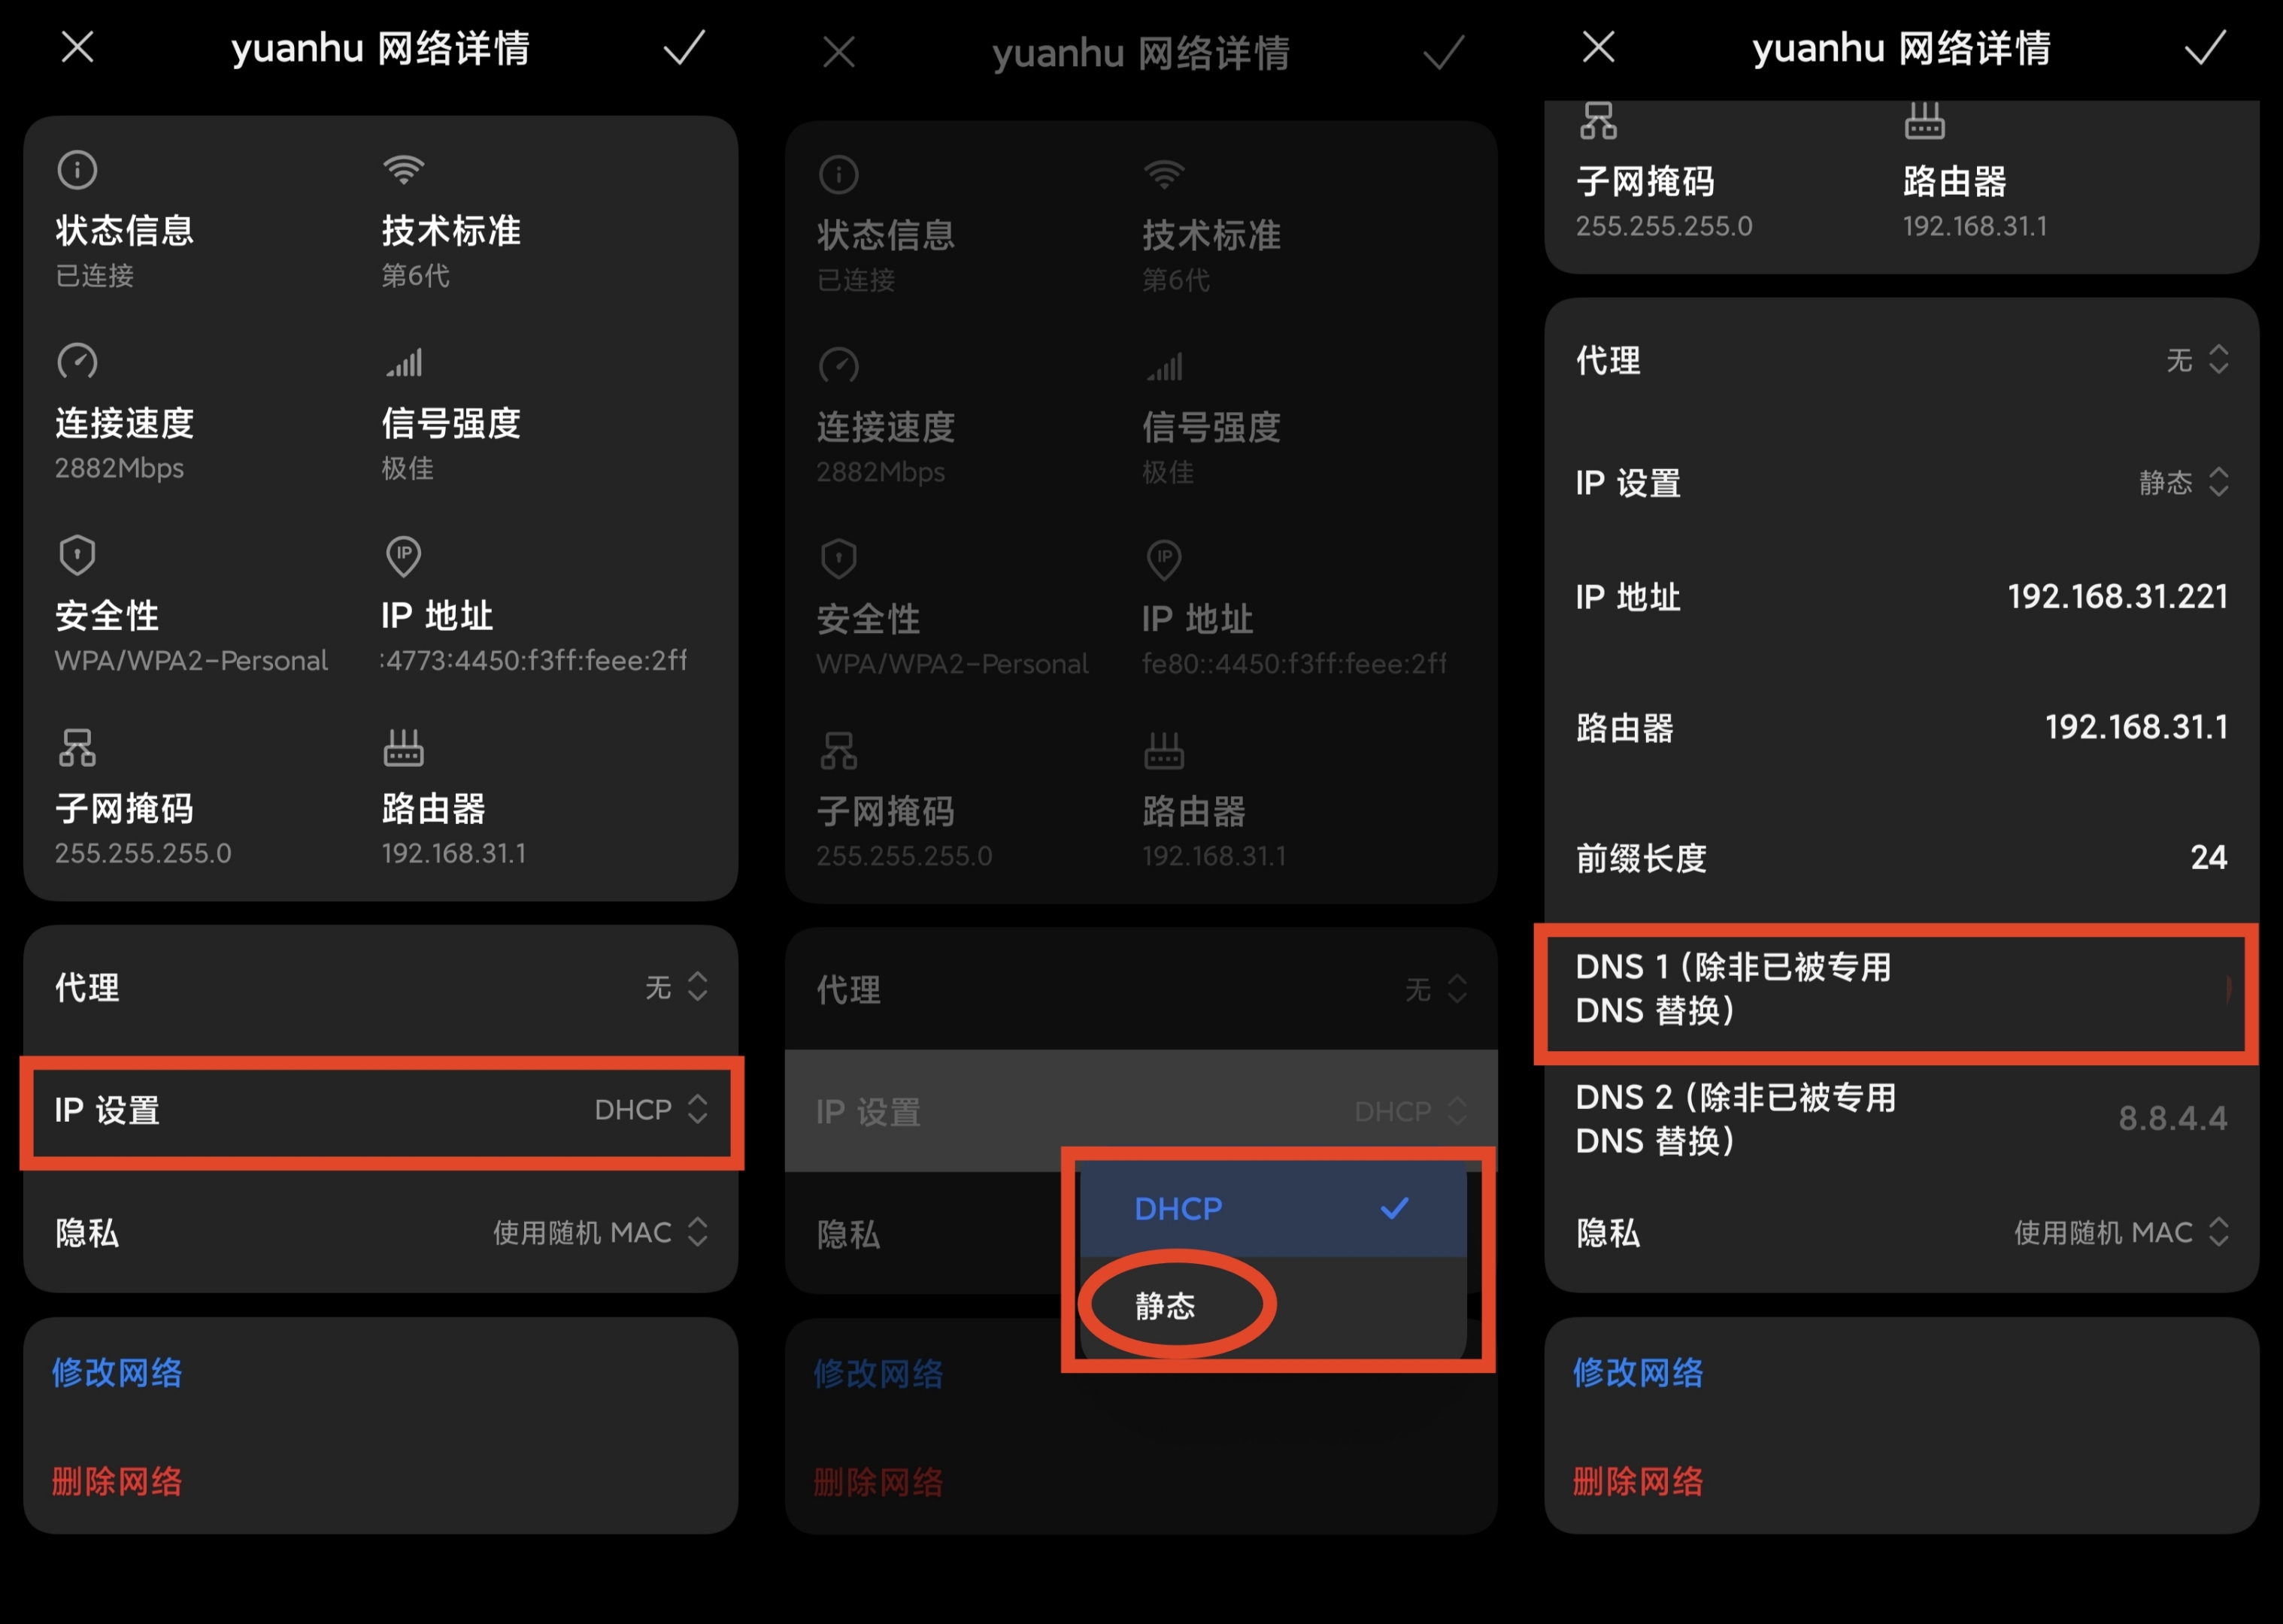 yuanhu 网络详情
状态信息
已连接
技术标准
第6代
连接速度
2882Mbps
信号强度
极佳
安全性
WPA/WPA2-Personal
IP
IP 地址
:4773:4450:f3ff:feee:2ff
子网掩码
255.255.255.0
路由器
192.168.31.1
代理
无
IP 设置
DHCP
隐私
使用随机 MAC
修改网络
删除网络
yuanhu 网络详情
状态信息
已连接
技术标准
第6代
连接速度
2882Mbps
信号强度
极佳
安全性
WPA/WPA2-Personal
IP
IP 地址
fe80::4450:f3ff:feee:2ff
子网掩码
255.255.255.0
路由器
192.168.31.1
代理
无
IP 设置
DHCP
DHCP
静态
隐私
修改网络
删除网络
yuanhu 网络详情
子网掩码
255.255.255.0
路由器
192.168.31.1
代理
无
IP 设置
静态
IP 地址
192.168.31.221
路由器
192.168.31.1
前缀长度
24
DNS 1 (除非已被专用
DNS 替换)
DNS 2 (除非已被专用
DNS 替换)
8.8.4.4
隐私
使用随机 MAC
修改网络
删除网络